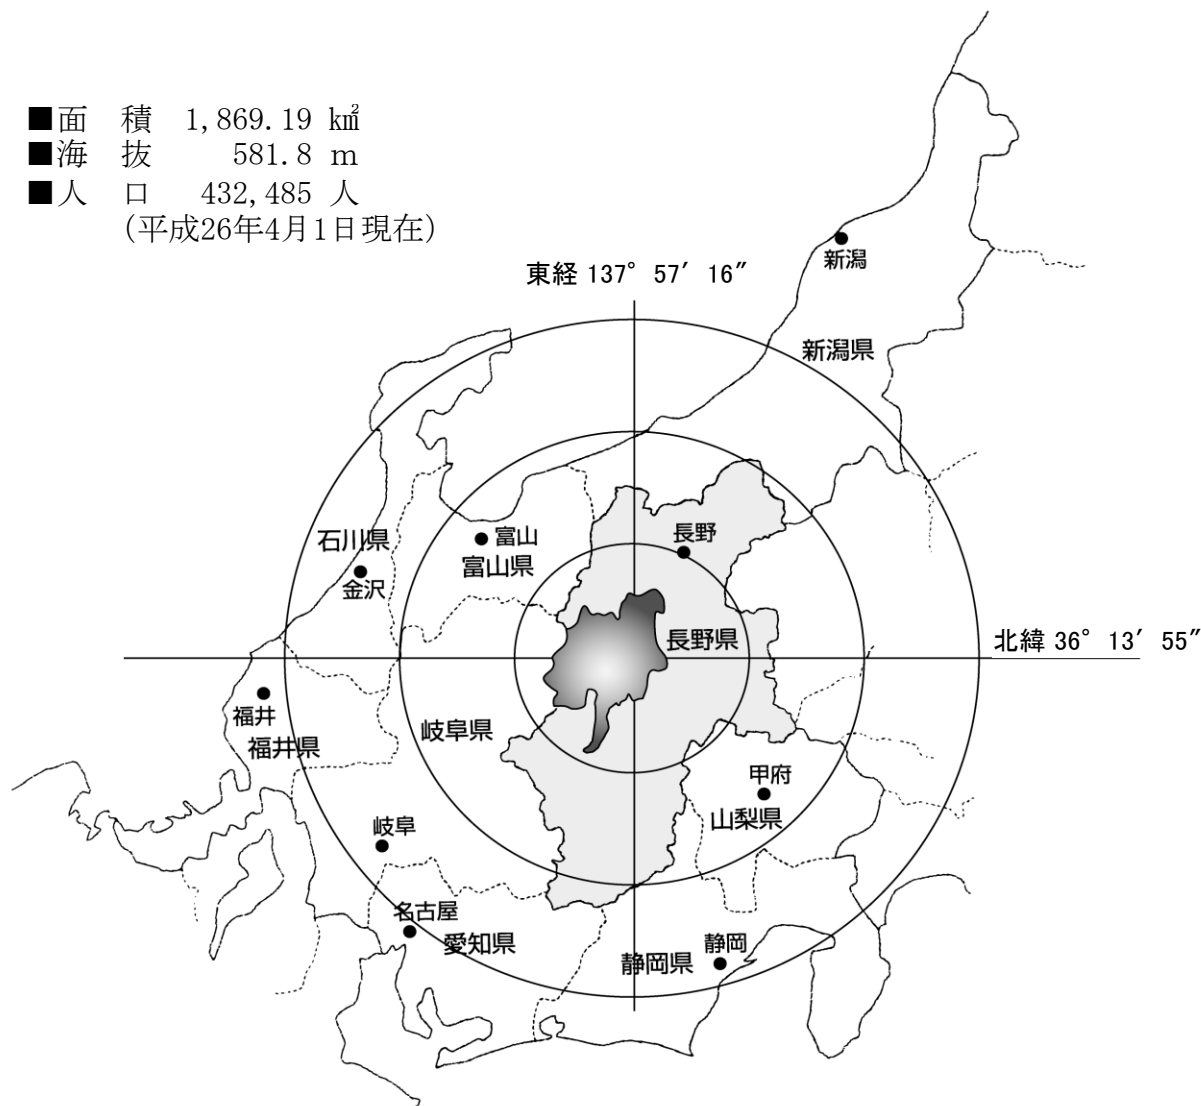 ■面　積　1,869.19 ㎢
■海　抜　581.8 m
■人　口　432,485 人
（平成26年4月1日現在）
新潟
東経 137° 57′ 16″
新潟県
長野
富山
石川県
富山県
金沢
長野県
北緯 36° 13′ 55″
福井
岐阜県
福井県
甲府
山梨県
岐阜
名古屋
愛知県
静岡
静岡県